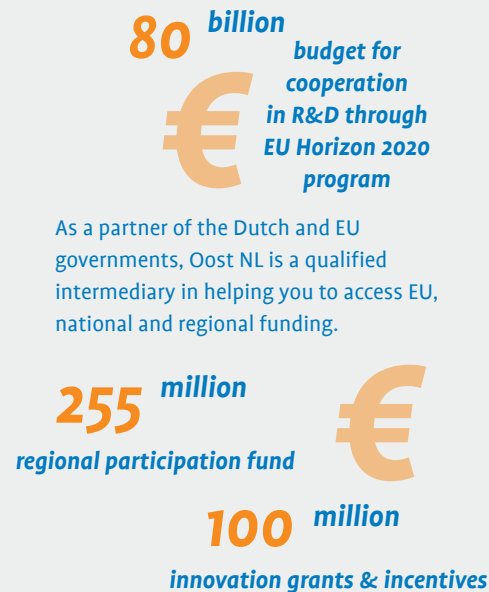 80 billion
budget for
cooperation
in R&D through
EU Horizon 2020
program
€
As a partner of the Dutch and EU
governments, Oost NL is a qualified
intermediary in helping you to access EU,
national and regional funding.
255 million
regional participation fund
€
100 million
innovation grants & incentives